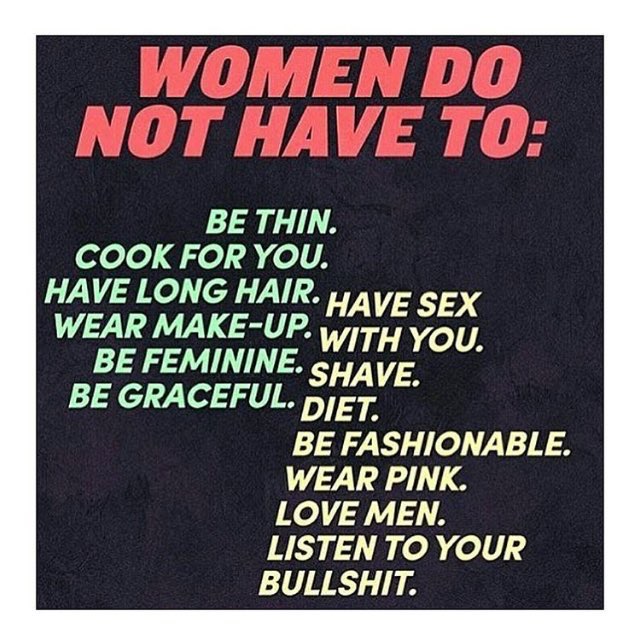 WOMEN DO
NOT HAVE TO:
BE THIN.
COOK FOR YOU.
HAVE LONG HAIR.
WEAR MAKE-UP.
BE FEMININE.
BE GRACEFUL.
HAVE SEX
WITH YOU.
SHAVE.
DIET.
BE FASHIONABLE.
WEAR PINK.
LOVE MEN.
LISTEN TO YOUR
BULLSHIT.